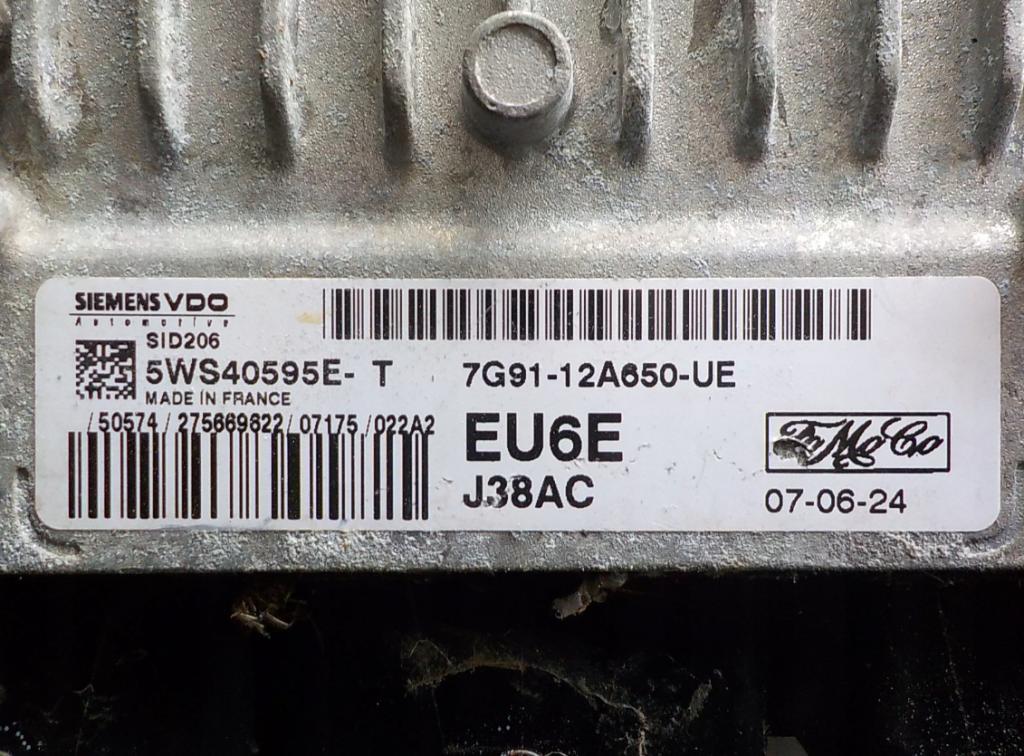 SIEMENS VDO
Automotive
SID206
5WS40595E- T
7G91-12A650-UE
MADE IN FRANCE
/50574/275669822/07175/022A2
EU6E
FoMoCo
J38AC
07-06-24